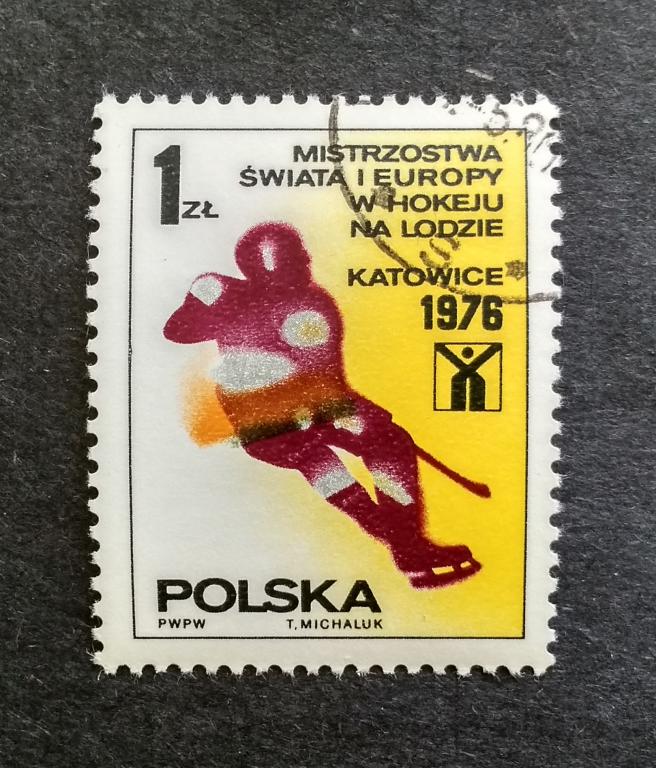 1 ZŁ
MISTRZOSTWA
ŚWIATA I EUROPY
W HOKEJU
NA LODZIE
KATOWICE
1976
POLSKA
PWPW T. MICHALUK